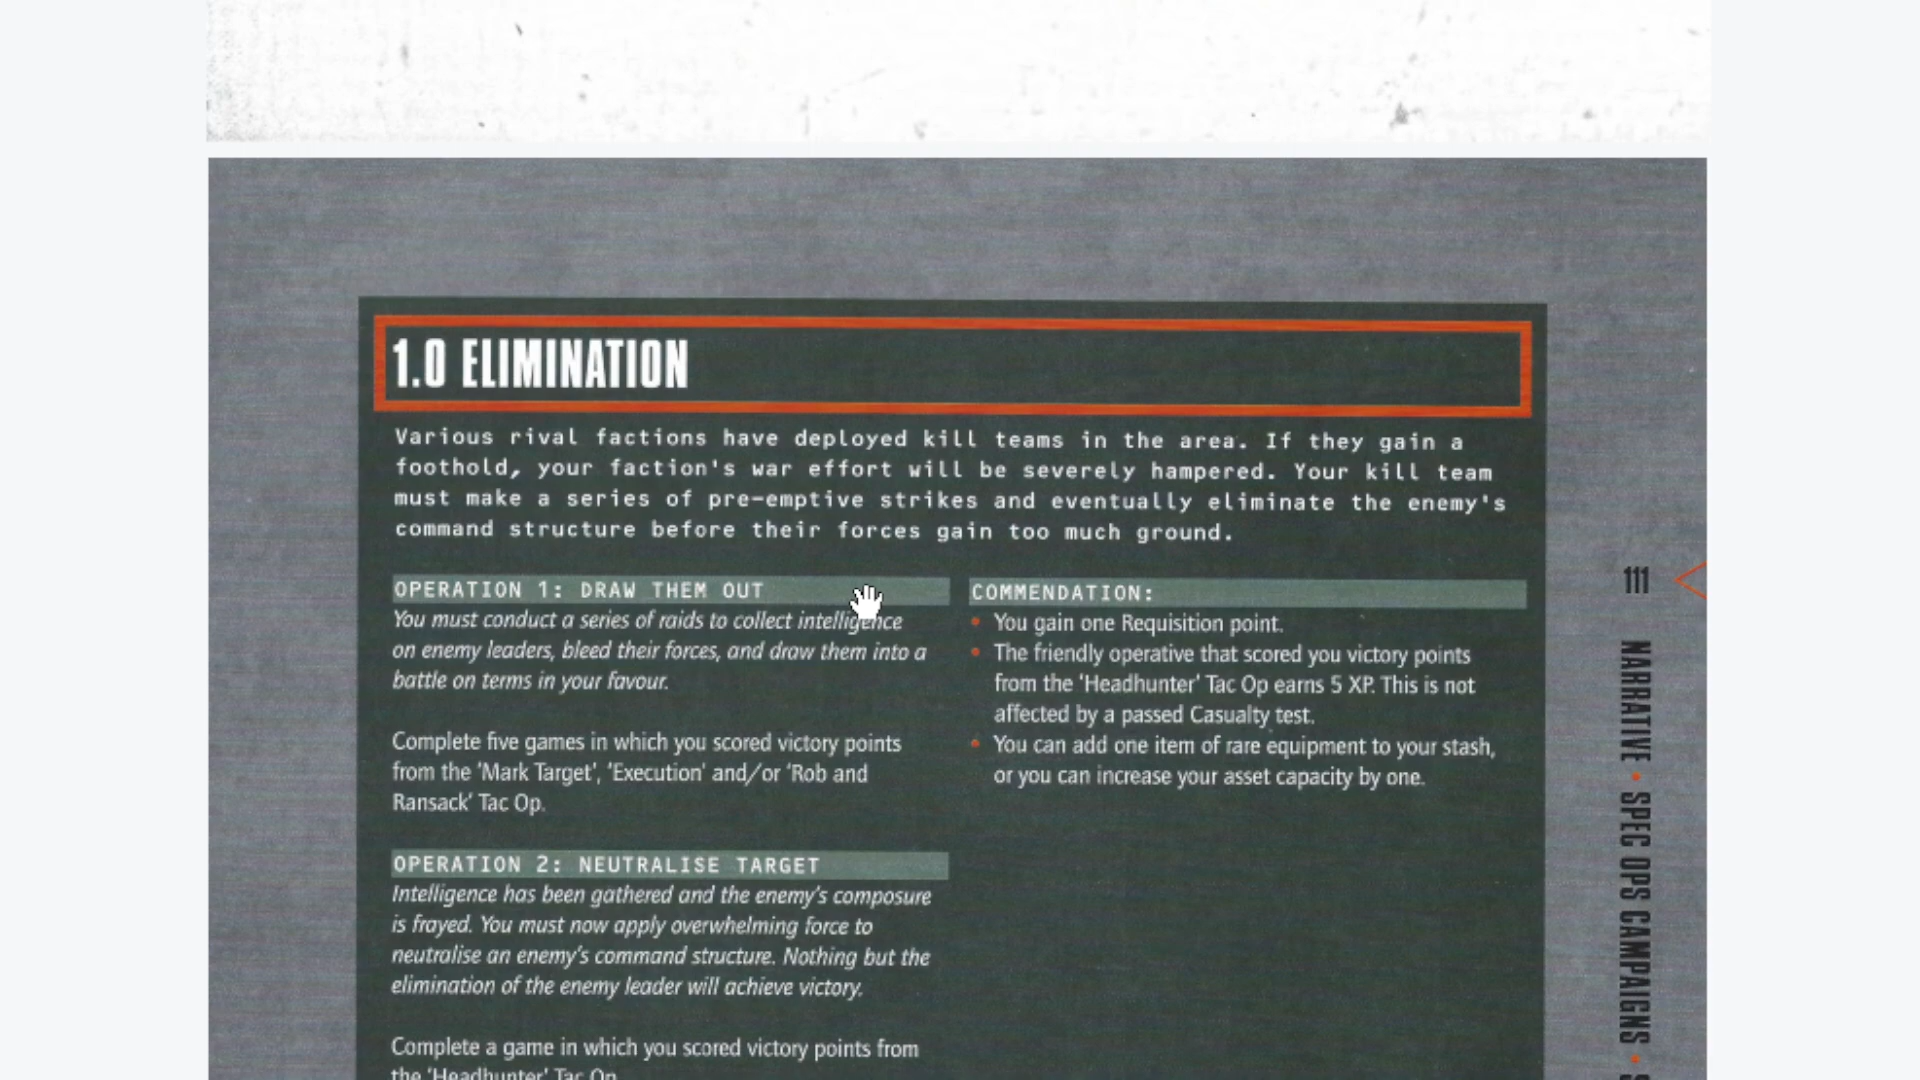 1.0 ELIMINATION
Various rival factions have deployed kill teams in the area. If they gain a
foothold, your faction's war effort will be severely hampered. Your kill team
must make a series of pre-emptive strikes and eventually eliminate the enemy's
command structure before their forces gain too much ground.
OPERATION 1: DRAW THEM OUT
You must conduct a series of raids to collect intelligence
on enemy leaders, bleed their forces, and draw them into a
battle on terms in your favour.
Complete five games in which you scored victory points
from the 'Mark Target', 'Execution' and/or 'Rob and
Ransack' Tac Op.
OPERATION 2: NEUTRALISE TARGET
Intelligence has been gathered and the enemy's composure
is frayed. You must now apply overwhelming force to
neutralise an enemy's command structure. Nothing but the
elimination of the enemy leader will achieve victory.
Complete a game in which you scored victory points from
the 'Headhunter' Tac Op.
COMMENDATION:
• You gain one Requisition point.
• The friendly operative that scored you victory points
from the 'Headhunter' Tac Op earns 5 XP. This is not
affected by a passed Casualty test.
• You can add one item of rare equipment to your stash,
or you can increase your asset capacity by one.
111
NARRATIVE • SPEC OPS CAMPAIGNS •